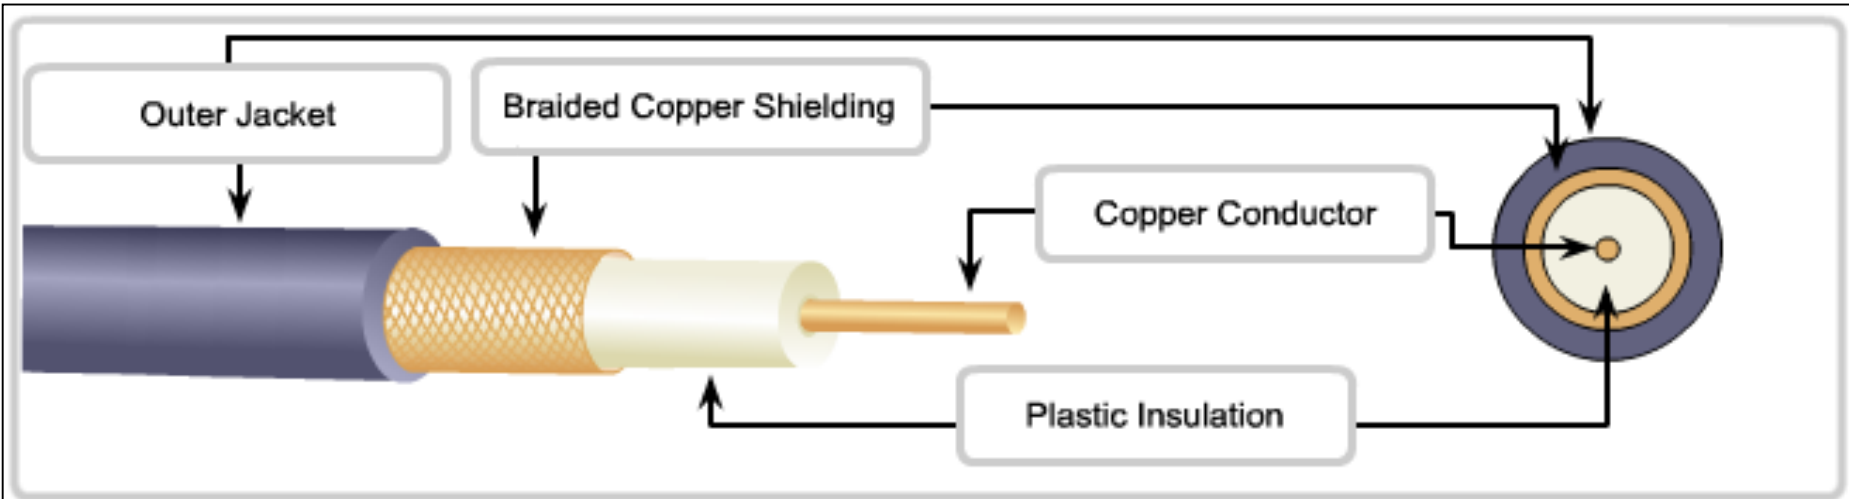 Outer Jacket
Braided Copper Shielding
Copper Conductor
Plastic Insulation